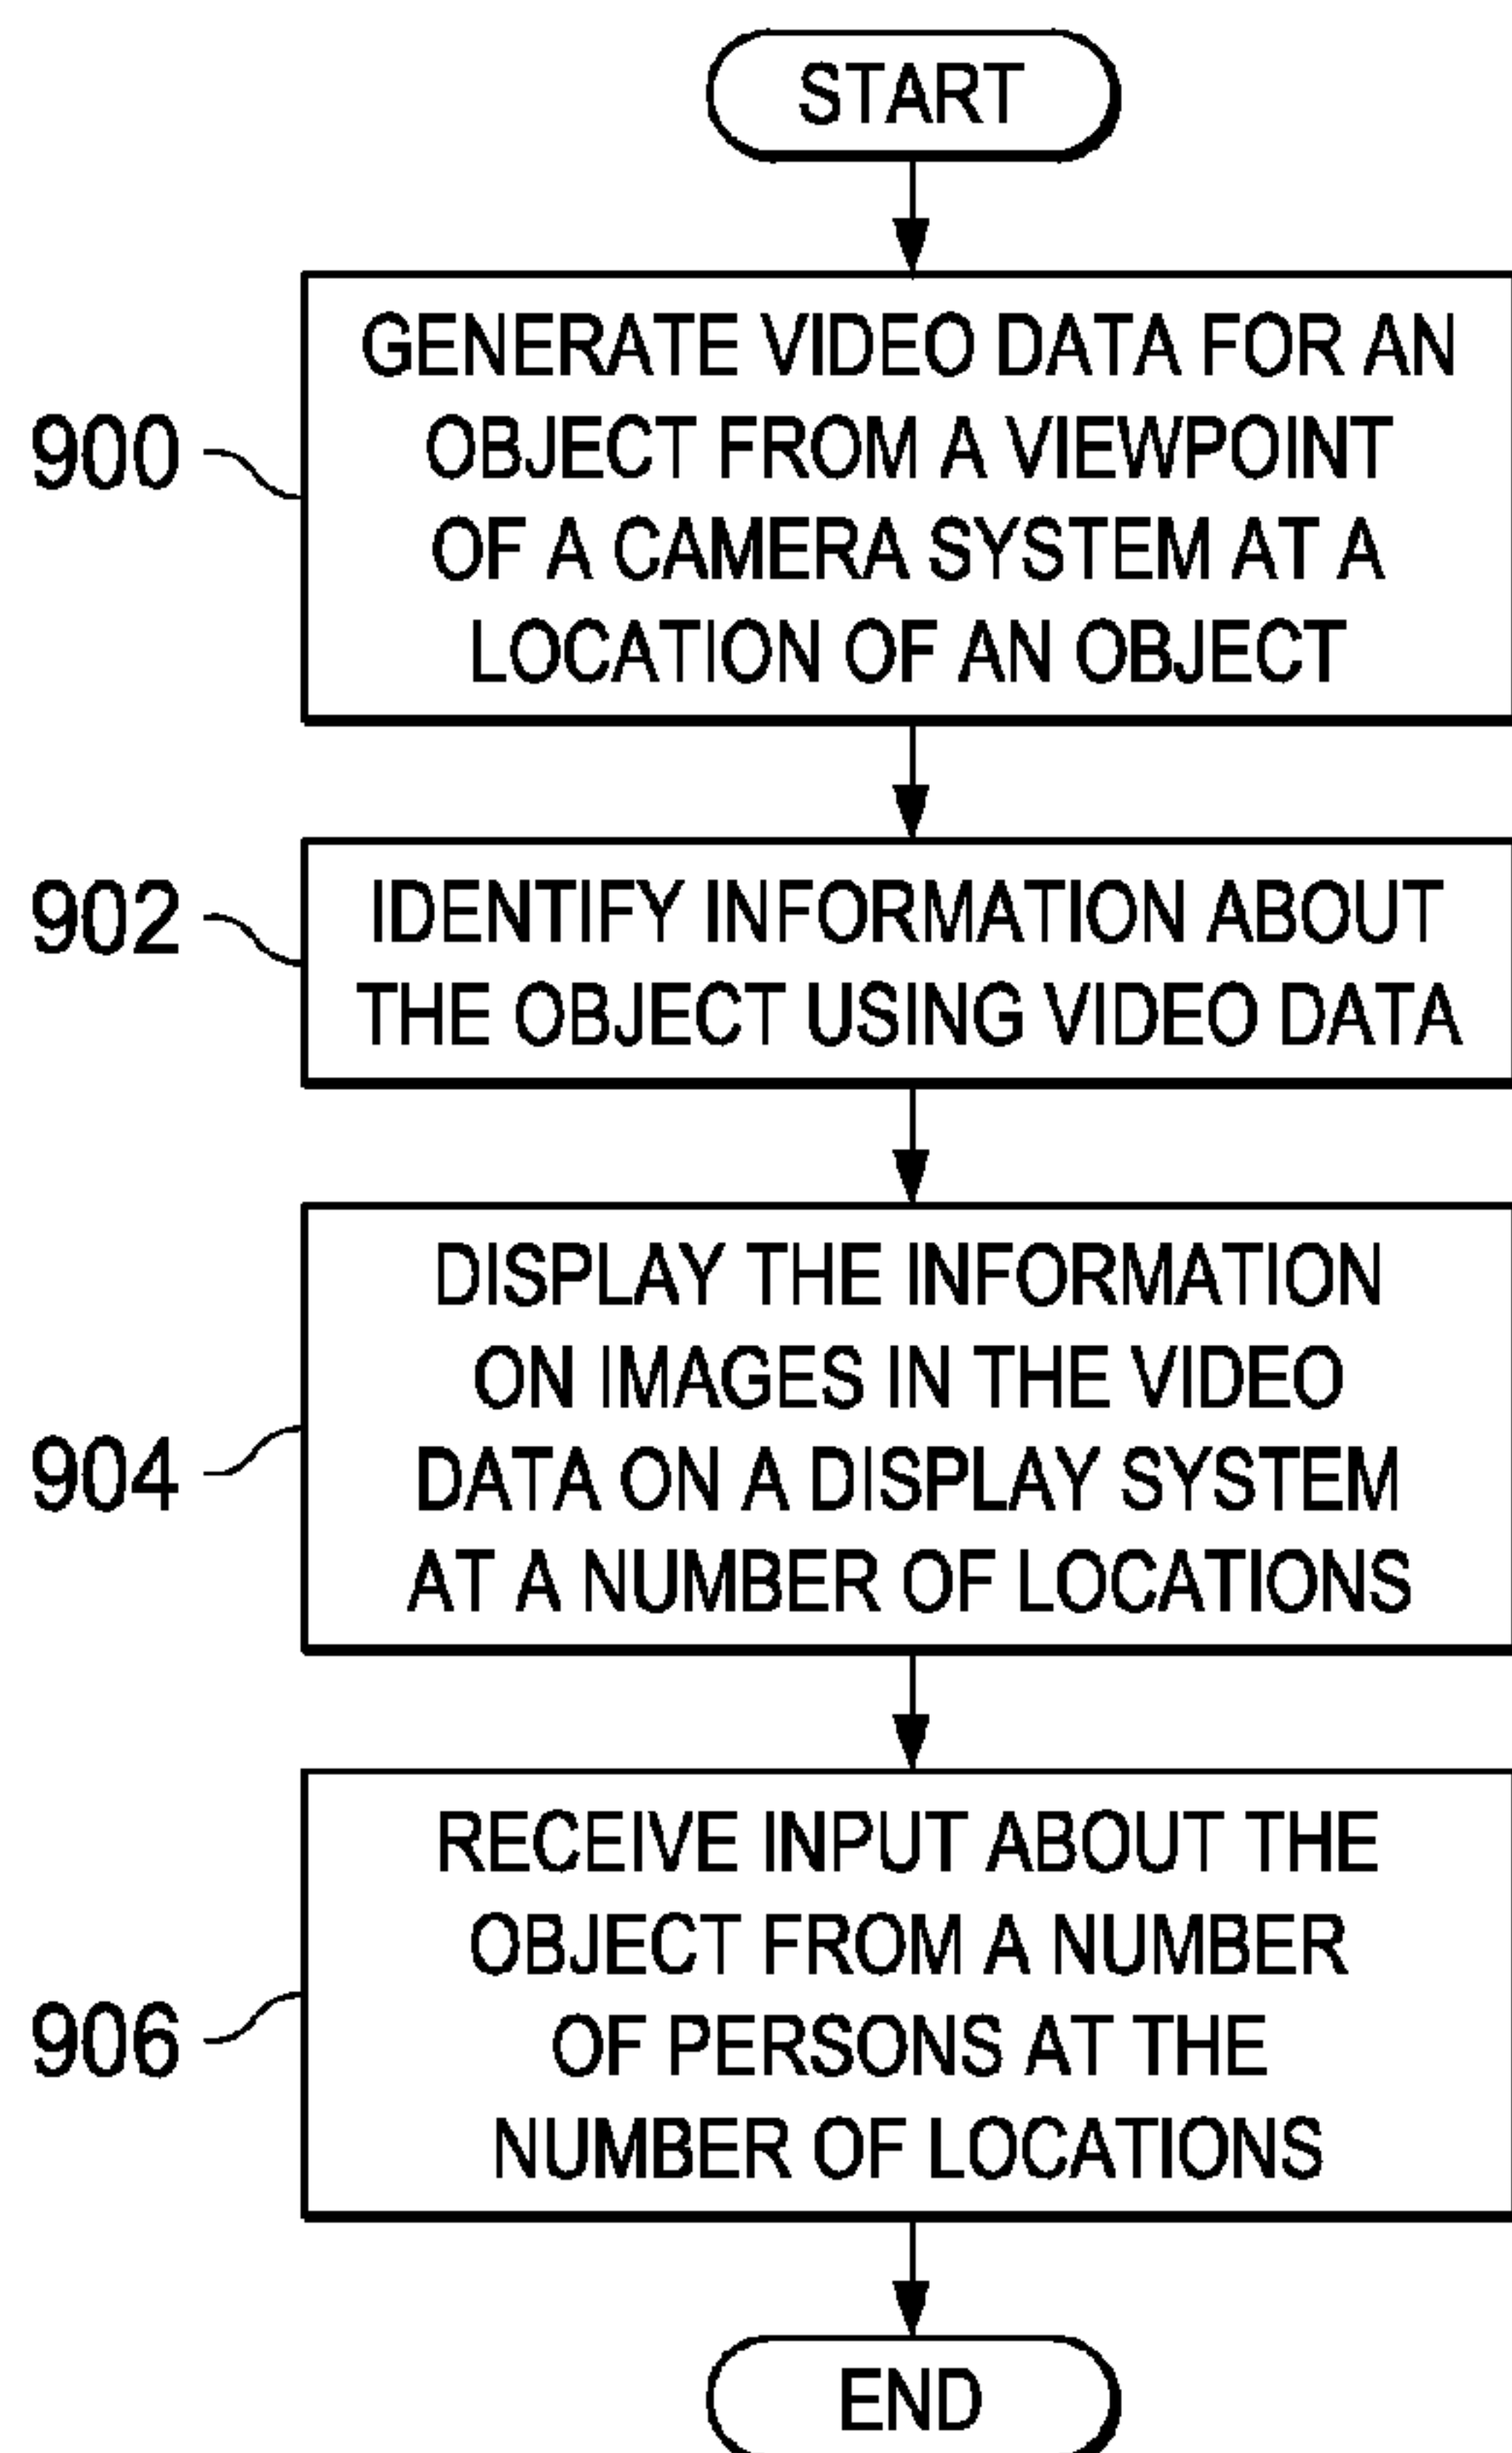 START
900
GENERATE VIDEO DATA FOR AN
OBJECT FROM A VIEWPOINT
OF A CAMERA SYSTEM AT A
LOCATION OF AN OBJECT
902
IDENTIFY INFORMATION ABOUT
THE OBJECT USING VIDEO DATA
904
DISPLAY THE INFORMATION
ON IMAGES IN THE VIDEO
DATA ON A DISPLAY SYSTEM
AT A NUMBER OF LOCATIONS
906
RECEIVE INPUT ABOUT THE
OBJECT FROM A NUMBER
OF PERSONS AT THE
NUMBER OF LOCATIONS
END